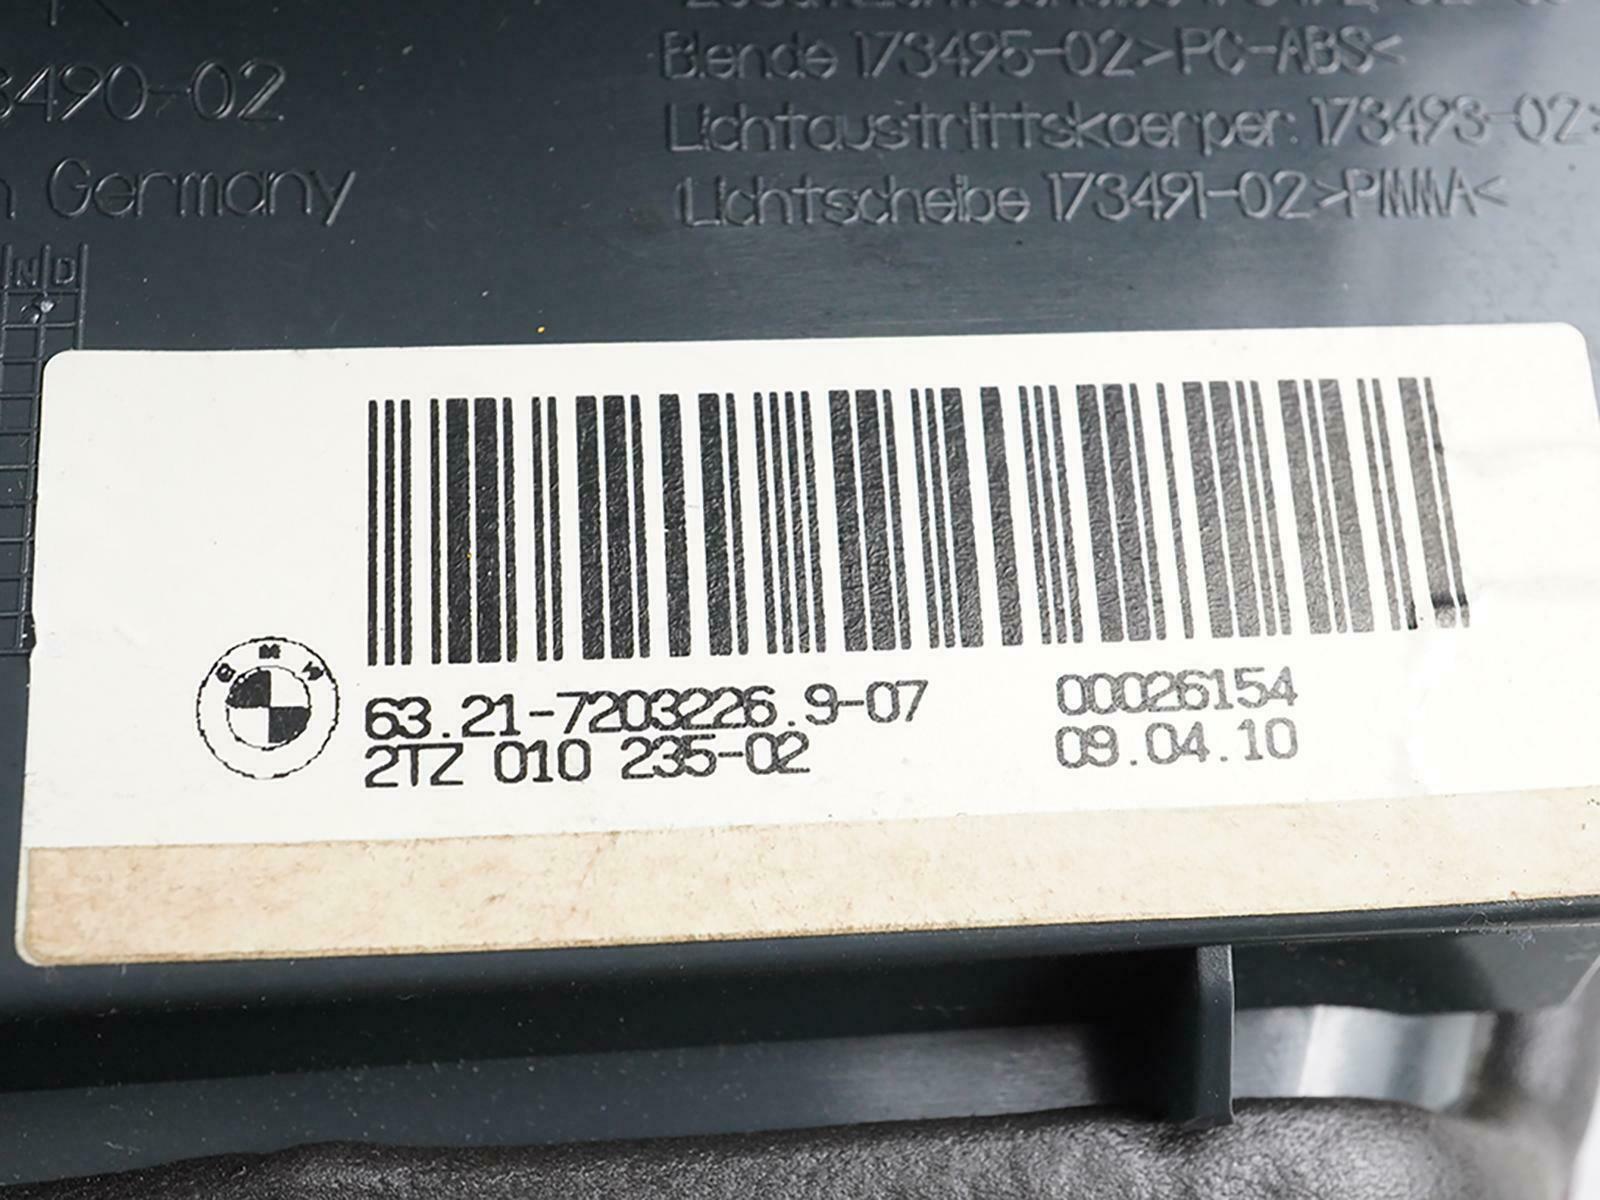 Blende 173495-02>PC-ABS<
Lichtaustrittskoerper: 173493-02>
Lichtscheibe 173491-02>PMMA<
3490-02
n Germany
N D
BMW
63.21-7203226.9-07 00026154
2TZ 010 235-02 09.04.10